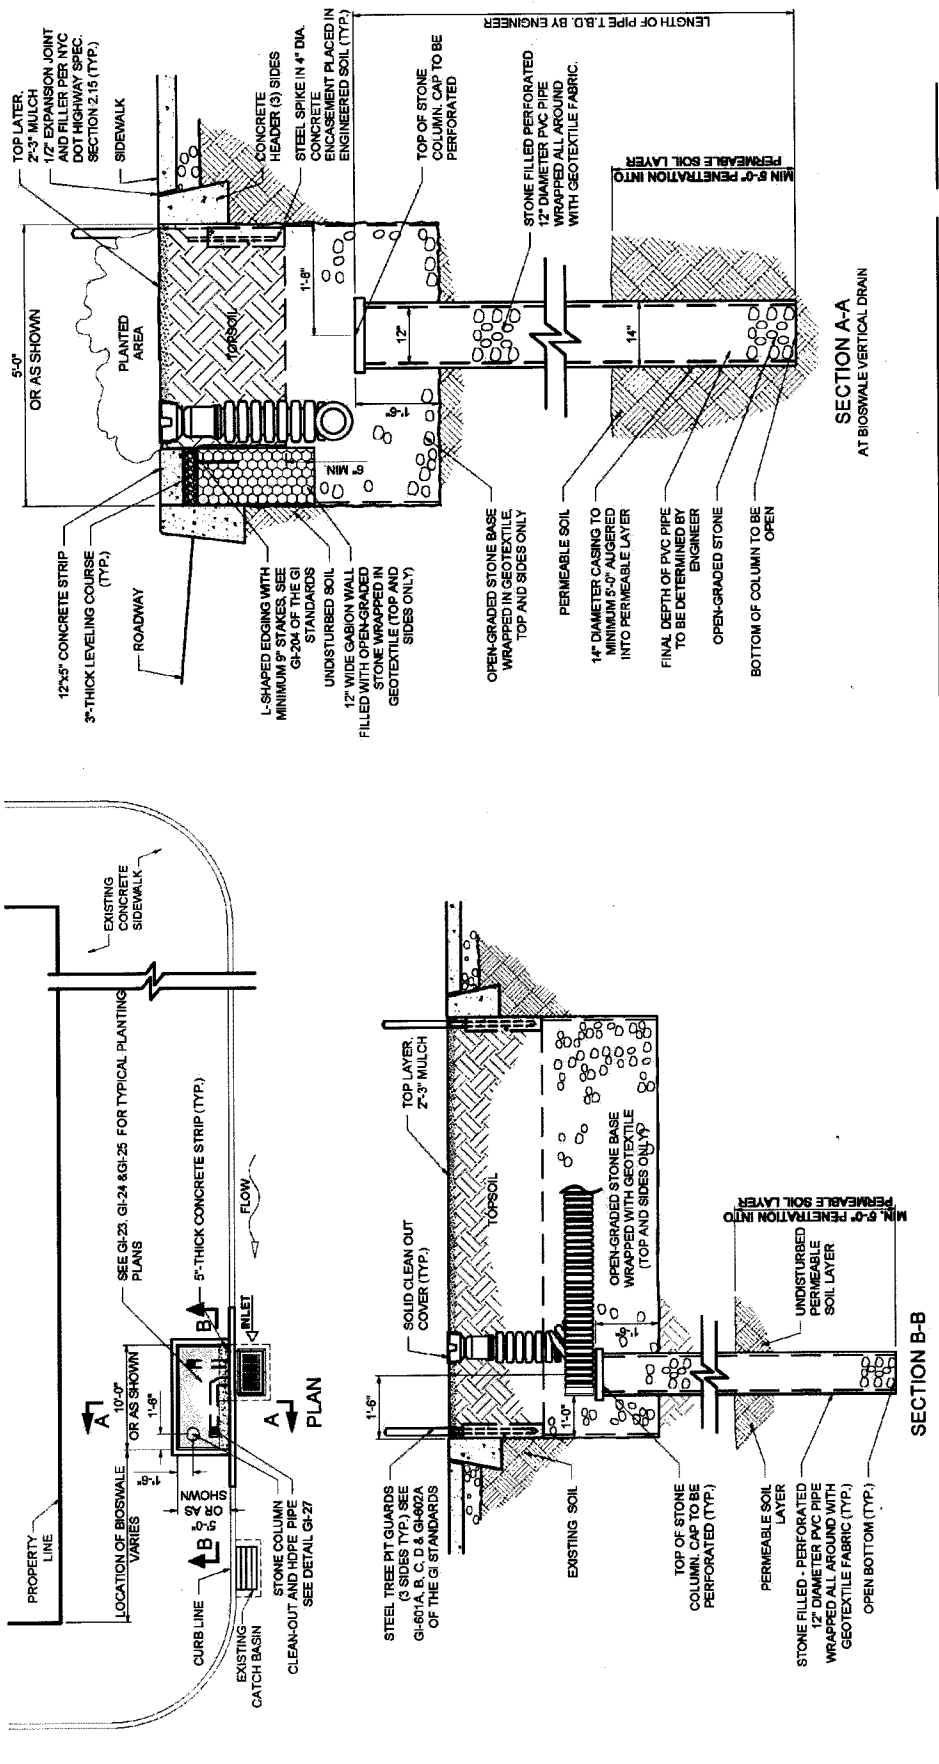 PROPERTY
LINE
LOCATION OF BIOSWALE
VARIES
10'-0"
OR AS SHOWN
1'-6"
1'-6"
5'-0"
OR AS
SHOWN
SEE GI-23, GI-24 &GI-25 FOR TYPICAL PLANTING
PLANS
EXISTING
CONCRETE
SIDEWALK
5"-THICK CONCRETE STRIP (TYP.)
A
A
B
B
CURB LINE
EXISTING
CATCH BASIN
STONE COLUMN
CLEAN-OUT AND HDPE PIPE
SEE DETAIL GI-27
INLET
FLOW
PLAN
STEEL TREE PIT GUARDS
(3 SIDES TYP.) SEE
GI-601A, B, C, D & GI-602A
OF THE GI STANDARDS
1'-6"
SOLID CLEAN OUT
COVER (TYP.)
TOP LAYER,
2"-3" MULCH
TOPSOIL
1'-0"
1'-6"
OPEN-GRADED STONE BASE
WRAPPED WITH GEOTEXTILE
(TOP AND SIDES ONLY)
EXISTING SOIL
TOP OF STONE
COLUMN. CAP TO BE
PERFORATED (TYP.)
PERMEABLE SOIL
LAYER
STONE FILLED - PERFORATED
12" DIAMETER PVC PIPE
WRAPPED ALL AROUND WITH
GEOTEXTILE FABRIC (TYP.)
OPEN BOTTOM (TYP.)
UNDISTURBED
PERMEABLE
SOIL LAYER
MIN. 5'-0" PENETRATION INTO
PERMEABLE SOIL LAYER
SECTION B-B
12"x5" CONCRETE STRIP
3"-THICK LEVELING COURSE
(TYP.)
ROADWAY
5'-0"
OR AS SHOWN
PLANTED
AREA
TOP LATER,
2"-3" MULCH
1/2" EXPANSION JOINT
AND FILLER PER NYC
DOT HIGHWAY SPEC.
SECTION 2.15 (TYP.)
SIDEWALK
CONCRETE
HEADER (3) SIDES
STEEL SPIKE IN 4" DIA.
CONCRETE
ENCASEMENT PLACED IN
ENGINEERED SOIL (TYP.)
TOPSOIL
1'-6"
6" MIN.
1'-6"
12"
14"
L-SHAPED EDGING WITH
MINIMUM 9" STAKES, SEE
GI-204 OF THE GI
STANDARDS
UNDISTURBED SOIL
12" WIDE GABION WALL
FILLED WITH OPEN-GRADED
STONE WRAPPED IN
GEOTEXTILE (TOP AND
SIDES ONLY)
TOP OF STONE
COLUMN. CAP TO BE
PERFORATED
OPEN-GRADED STONE BASE
WRAPPED IN GEOTEXTILE,
TOP AND SIDES ONLY
STONE FILLED PERFORATED
12" DIAMETER PVC PIPE
WRAPPED ALL AROUND
WITH GEOTEXTILE FABRIC.
LENGTH OF PIPE T.B.D. BY ENGINEER
PERMEABLE SOIL
14" DIAMETER CASING TO
MINIMUM 5'-0" AUGERED
INTO PERMEABLE LAYER
FINAL DEPTH OF PVC PIPE
TO BE DETERMINED BY
ENGINEER
OPEN-GRADED STONE
BOTTOM OF COLUMN TO BE
OPEN
MIN 5'-0" PENETRATION INTO
PERMEABLE SOIL LAYER
SECTION A-A
AT BIOSWALE VERTICAL DRAIN